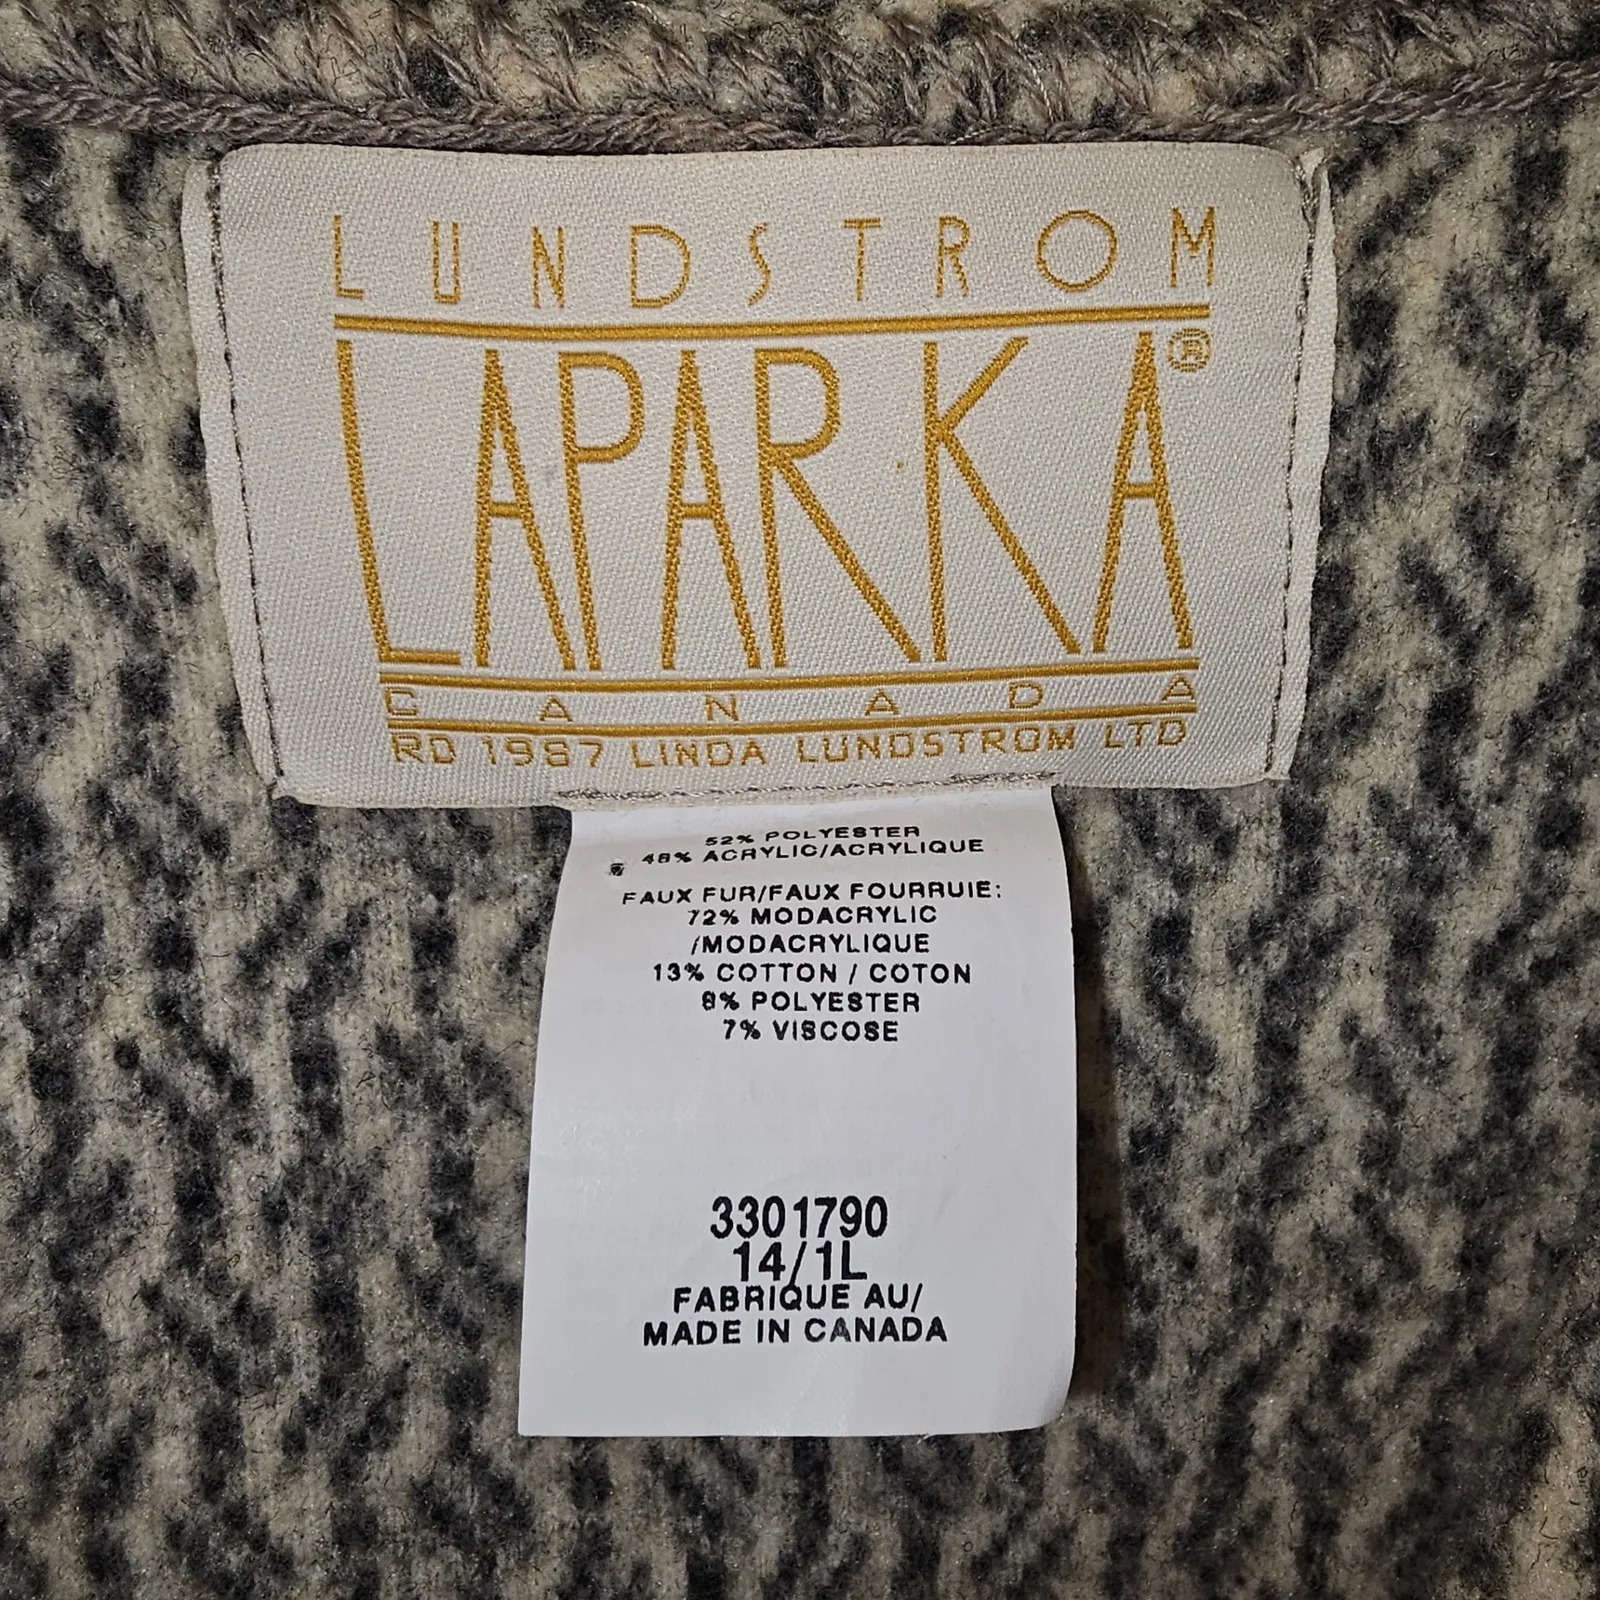 LUNDSTROM
LAPARKA®
CANADA
RD 1987 LINDA LUNDSTROM LTD
52% POLYESTER
48% ACRYLIC/ACRYLIQUE
FAUX FUR/FAUX FOURRUIE:
72% MODACRYLIC
/MODACRYLIQUE
13% COTTON / COTON
8% POLYESTER
7% VISCOSE
3301790
14/1L
FABRIQUE AU/
MADE IN CANADA